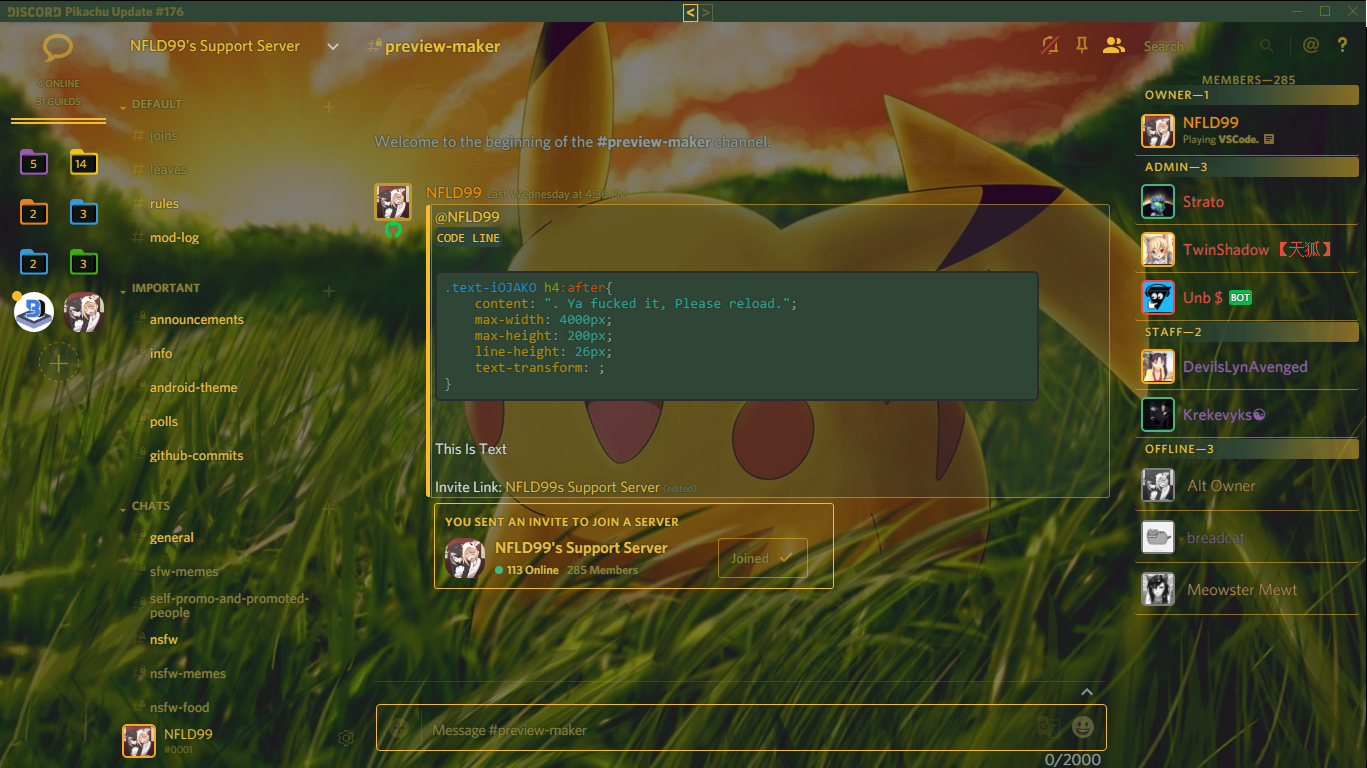 DISCORD Pikachu Update #176
< >
4 ONLINE
31 GUILDS
5
14
2
3
2
3
NFLD99's Support Server
DEFAULT
joins
leaves
rules
mod-log
IMPORTANT
announcements
info
android-theme
polls
github-commits
CHATS
general
sfw-memes
self-promo-and-promoted-
people
nsfw
nsfw-memes
nsfw-food
NFLD99
#0001
#preview-maker
Search
@ ?
Welcome to the beginning of the #preview-maker channel.
NFLD99 Last Wednesday at 4:36 PM
@NFLD99
CODE LINE
.text-iOJAKO h4:after{
content: ". Ya fucked it, Please reload.";
max-width: 4000px;
max-height: 200px;
line-height: 26px;
text-transform: ;
}
This Is Text
Invite Link: NFLD99s Support Server (edited)
YOU SENT AN INVITE TO JOIN A SERVER
NFLD99's Support Server
113 Online 285 Members
Joined
Message #preview-maker
0/2000
MEMBERS—285
OWNER—1
NFLD99
Playing VSCode.
ADMIN—3
Strato
TwinShadow 【天狐】
Unb $ BOT
STAFF—2
DevilsLynAvenged
Krekevyks☯
OFFLINE—3
Alt Owner
breadcat
Meowster Mewt